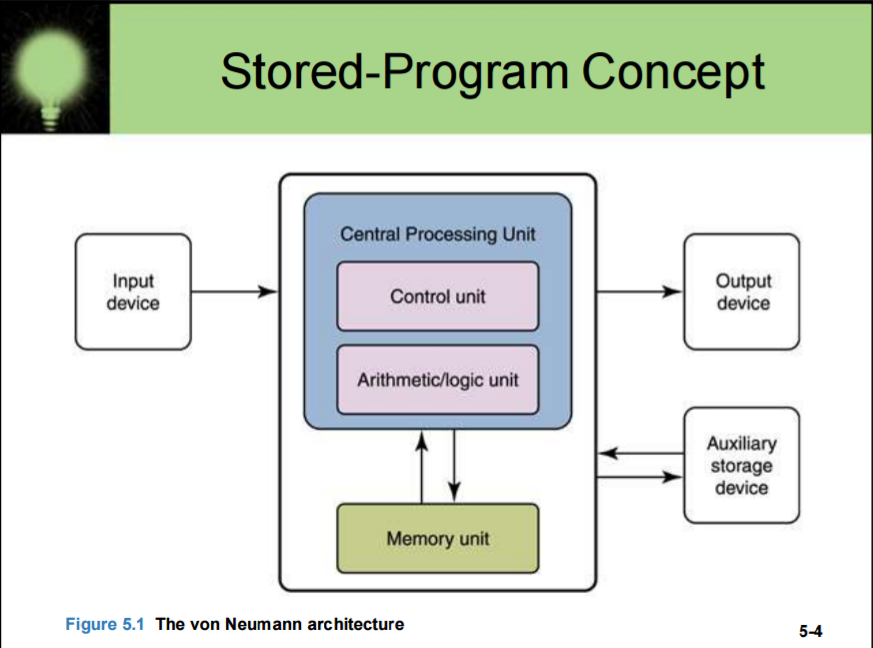 Stored-Program Concept
Central Processing Unit
Input
device
Control unit
Output
device
Arithmetic/logic unit
Auxiliary
storage
device
Memory unit
Figure 5.1 The von Neumann architecture
5-4